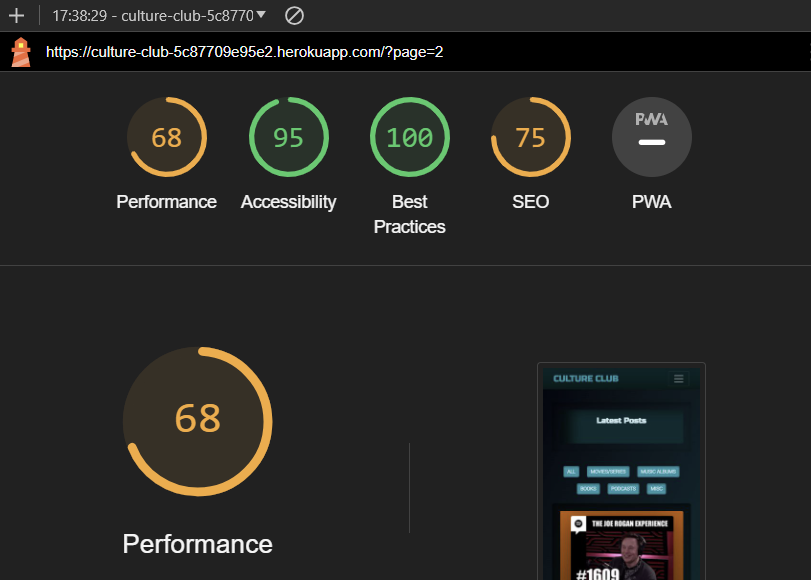 17:38:29 - culture-club-5c8770
https://culture-club-5c87709e95e2.herokuapp.com/?page=2
68 95 100 75 PWA
Performance Accessibility Best Practices SEO PWA
68
Performance
CULTURE CLUB
Latest Posts
ALL MOVIES/SERIES MUSIC ALBUMS
BOOKS PODCASTS MISC
THE JOE ROGAN EXPERIENCE
#1609